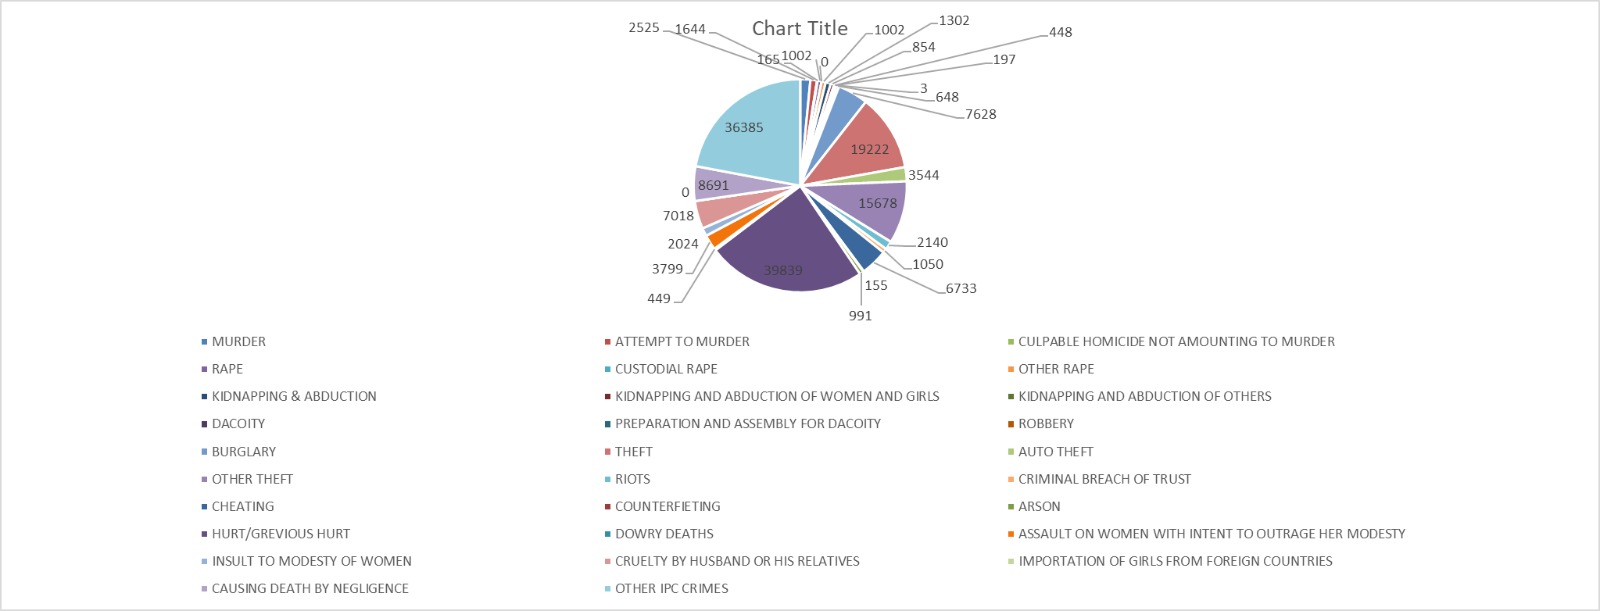 Chart Title
2525
1644
165
1002
0
1002
1302
854
448
197
3
648
7628
19222
3544
15678
2140
1050
6733
155
991
39839
449
3799
2024
7018
0
8691
36385
MURDER
ATTEMPT TO MURDER
CULPABLE HOMICIDE NOT AMOUNTING TO MURDER
RAPE
CUSTODIAL RAPE
OTHER RAPE
KIDNAPPING & ABDUCTION
KIDNAPPING AND ABDUCTION OF WOMEN AND GIRLS
KIDNAPPING AND ABDUCTION OF OTHERS
DACOITY
PREPARATION AND ASSEMBLY FOR DACOITY
ROBBERY
BURGLARY
THEFT
AUTO THEFT
OTHER THEFT
RIOTS
CRIMINAL BREACH OF TRUST
CHEATING
COUNTERFIETING
ARSON
HURT/GREVIOUS HURT
DOWRY DEATHS
ASSAULT ON WOMEN WITH INTENT TO OUTRAGE HER MODESTY
INSULT TO MODESTY OF WOMEN
CRUELTY BY HUSBAND OR HIS RELATIVES
IMPORTATION OF GIRLS FROM FOREIGN COUNTRIES
CAUSING DEATH BY NEGLIGENCE
OTHER IPC CRIMES